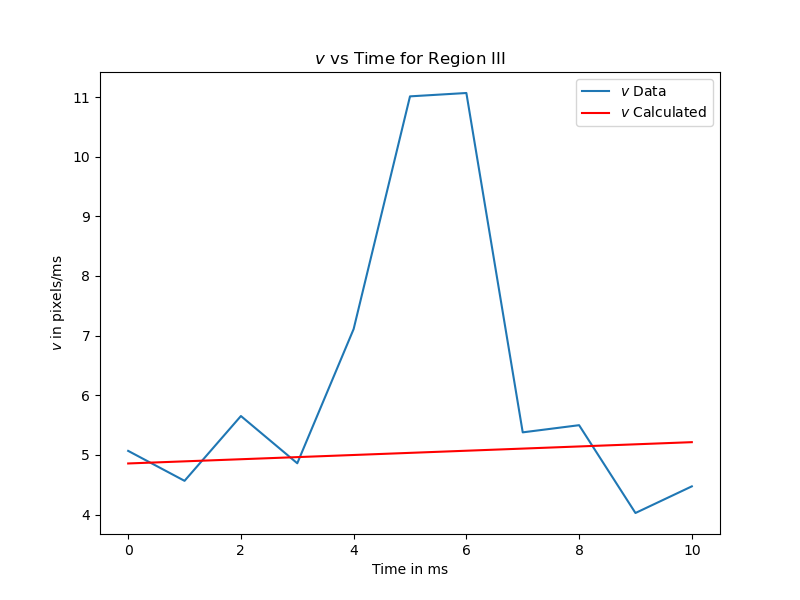 v vs Time for Region III
v Data
v Calculated
11
10
9
8
7
6
5
4
v in pixels/ms
0 2 4 6 8 10
Time in ms